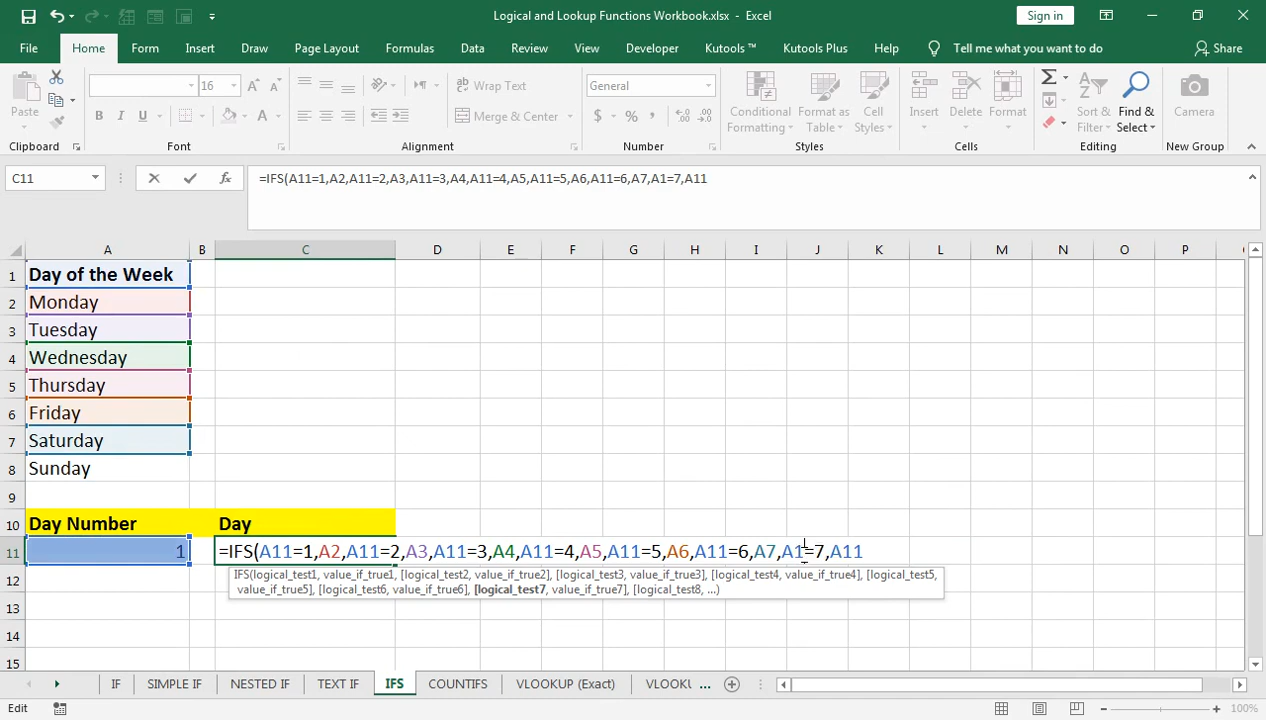 Logical and Lookup Functions Workbook.xlsx - Excel
Sign in
File Home Form Insert Draw Page Layout Formulas Data Review View Developer Kutools ™ Kutools Plus Help Tell me what you want to do Share
16 A A ab Wrap Text General
Paste B I U A Merge & Center $ % , Conditional Formatting Format as Table Cell Styles Insert Delete Format Sort & Filter Find & Select Camera
Clipboard Font Alignment Number Styles Cells Editing New Group
C11 fx =IFS(A11=1,A2,A11=2,A3,A11=3,A4,A11=4,A5,A11=5,A6,A11=6,A7,A1=7,A11
A B C D E F G H I J K L M N O P
1 Day of the Week
2 Monday
3 Tuesday
4 Wednesday
5 Thursday
6 Friday
7 Saturday
8 Sunday
9
10 Day Number Day
11 1 =IFS(A11=1,A2,A11=2,A3,A11=3,A4,A11=4,A5,A11=5,A6,A11=6,A7,A1=7,A11
IFS(logical_test1, value_if_true1, [logical_test2, value_if_true2], [logical_test3, value_if_true3], [logical_test4, value_if_true4], [logical_test5,
12
value_if_true5], [logical_test6, value_if_true6], [logical_test7, value_if_true7], [logical_test8, ...)
13
14
15
IF SIMPLE IF NESTED IF TEXT IF IFS COUNTIFS VLOOKUP (Exact) VLOOKU ...
Edit 100%